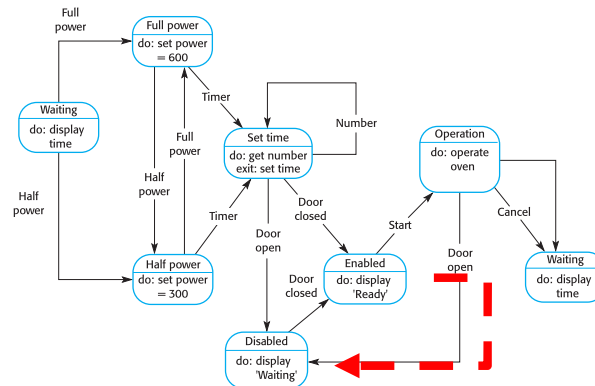 Full
power
Full power
do: set power
= 600
Timer
Waiting
do: display
time
Full
power
Half
power
Half
power
Timer
Half power
do: set power
= 300
Set time
do: get number
exit: set time
Number
Door
open
Door
closed
Door
closed
Enabled
do: display
'Ready'
Start
Disabled
do: display
'Waiting'
Operation
do: operate
oven
Door
open
Cancel
Waiting
do: display
time